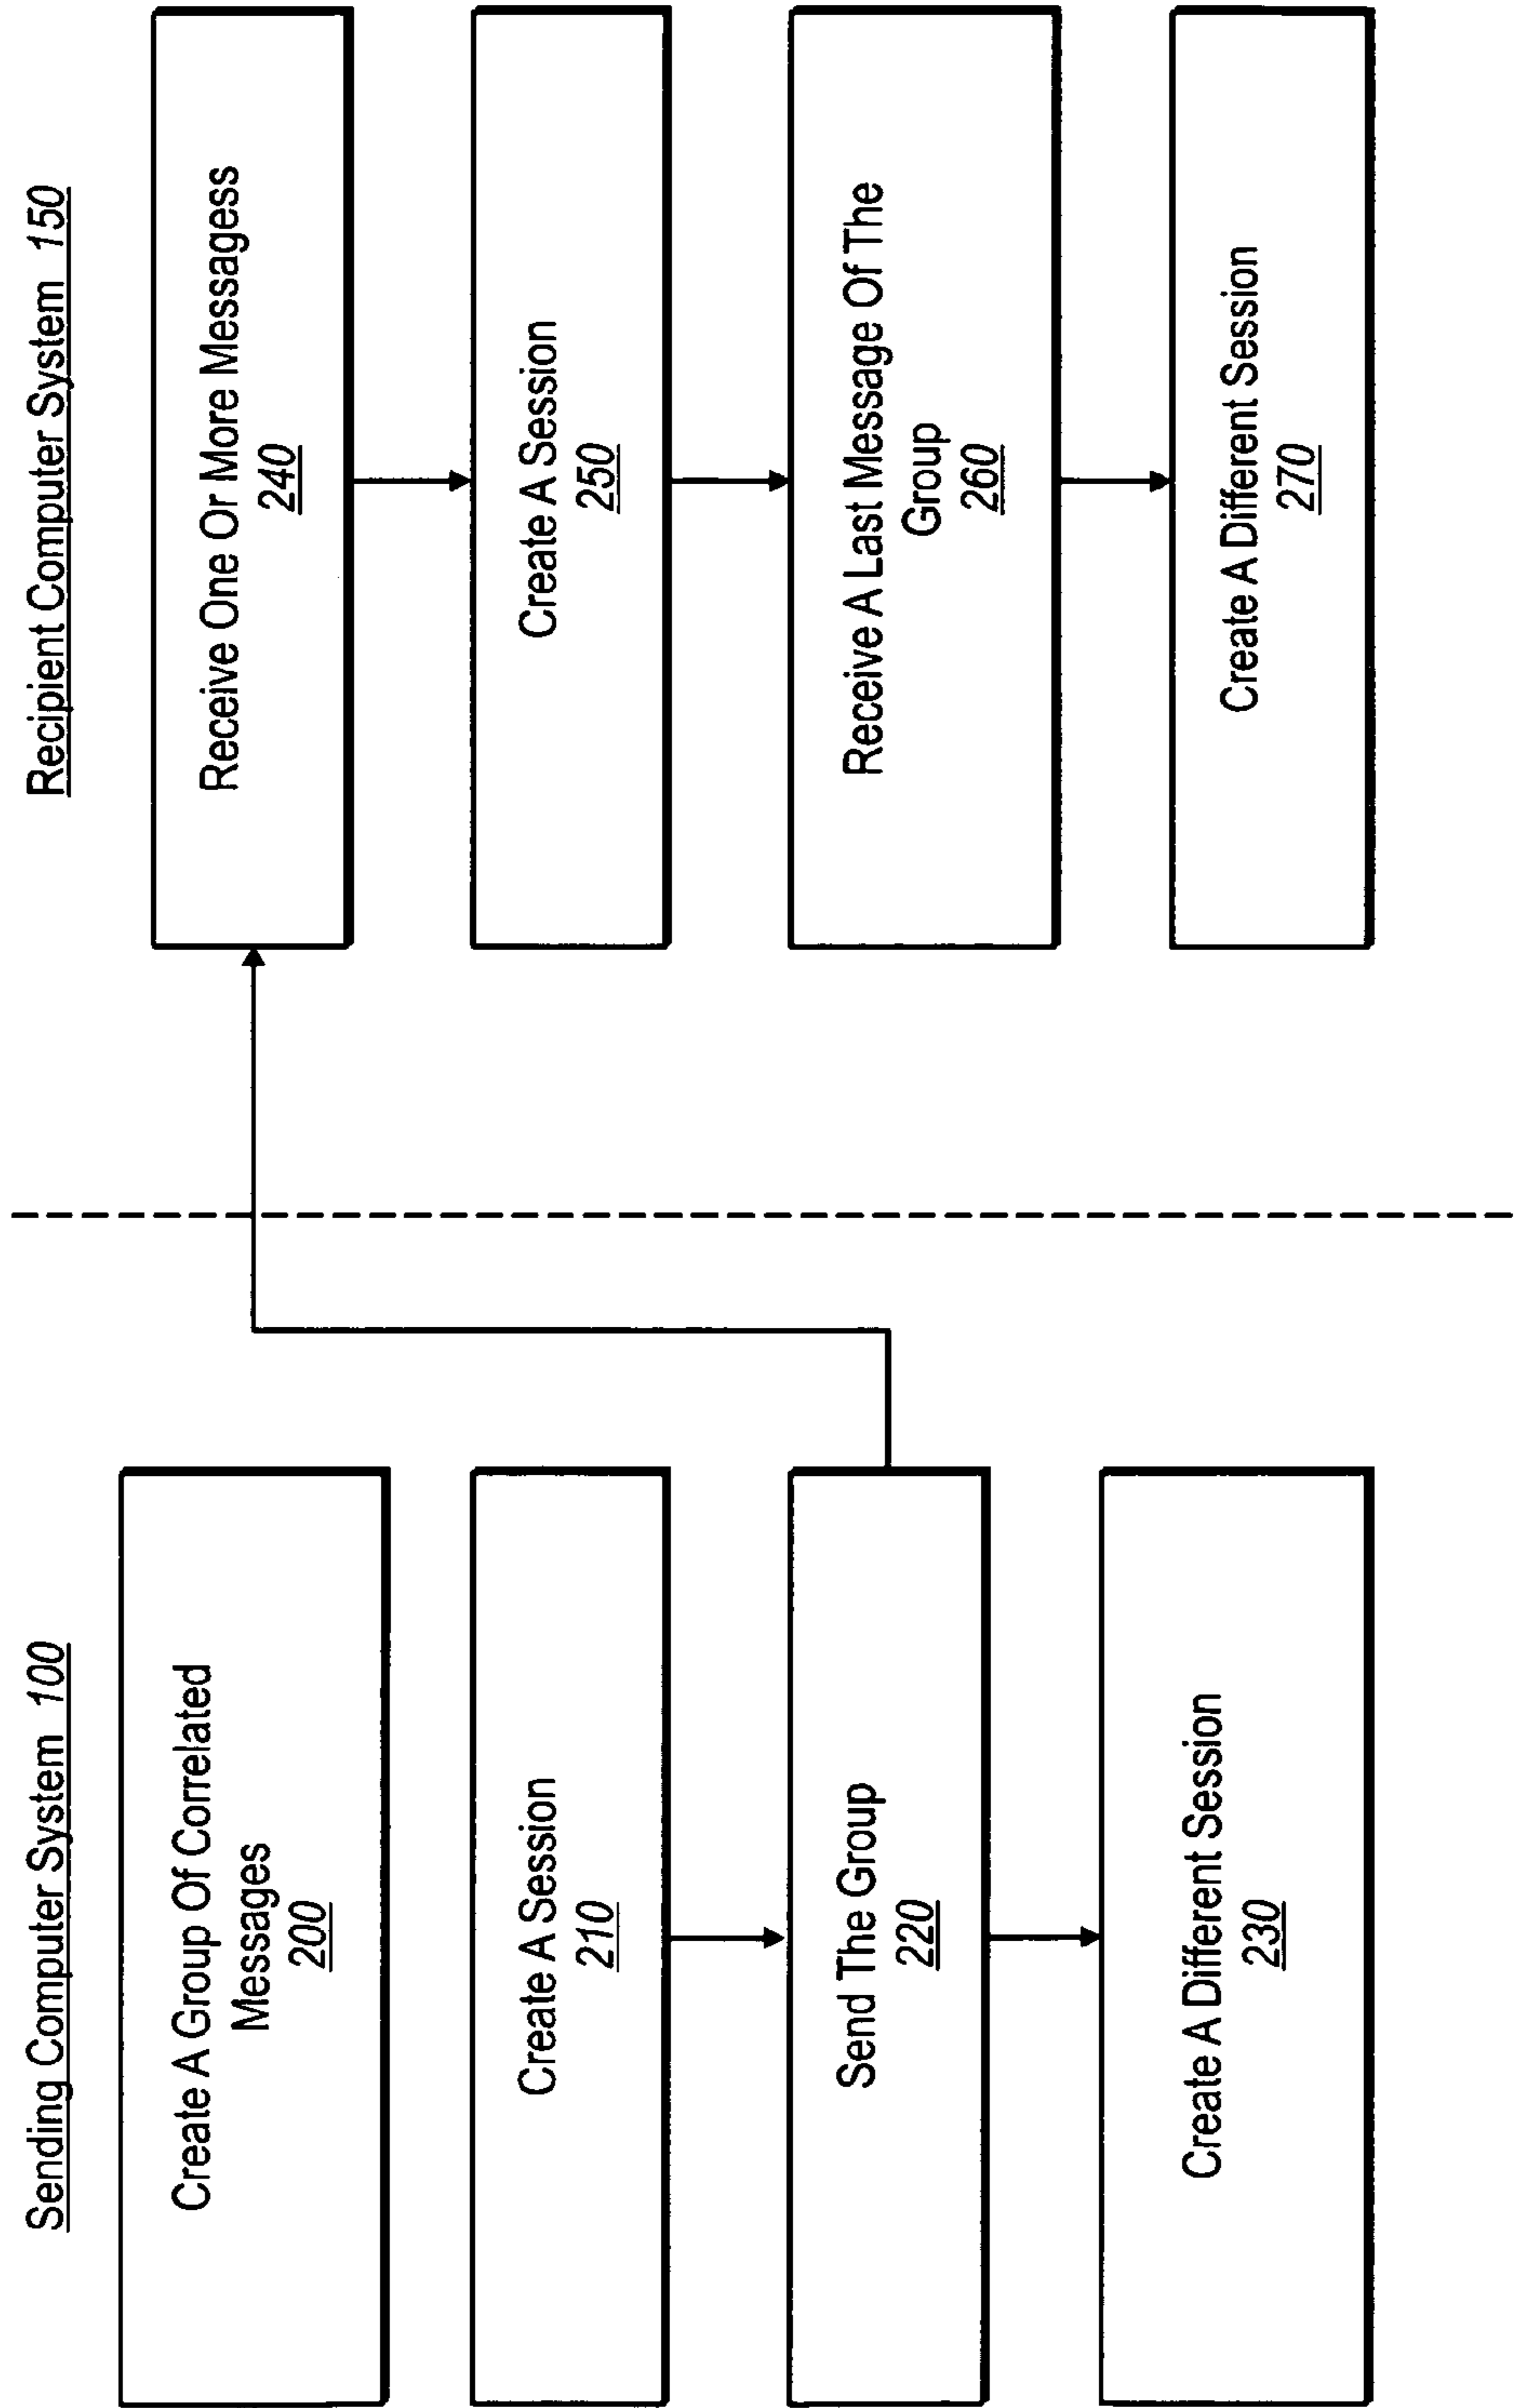 Sending Computer System 100
Create A Group Of Correlated
Messages
200
Create A Session
210
Send The Group
220
Create A Different Session
230
Recipient Computer System 150
Receive One Or More Messagess
240
Create A Session
250
Receive A Last Message Of The
Group
260
Create A Different Session
270